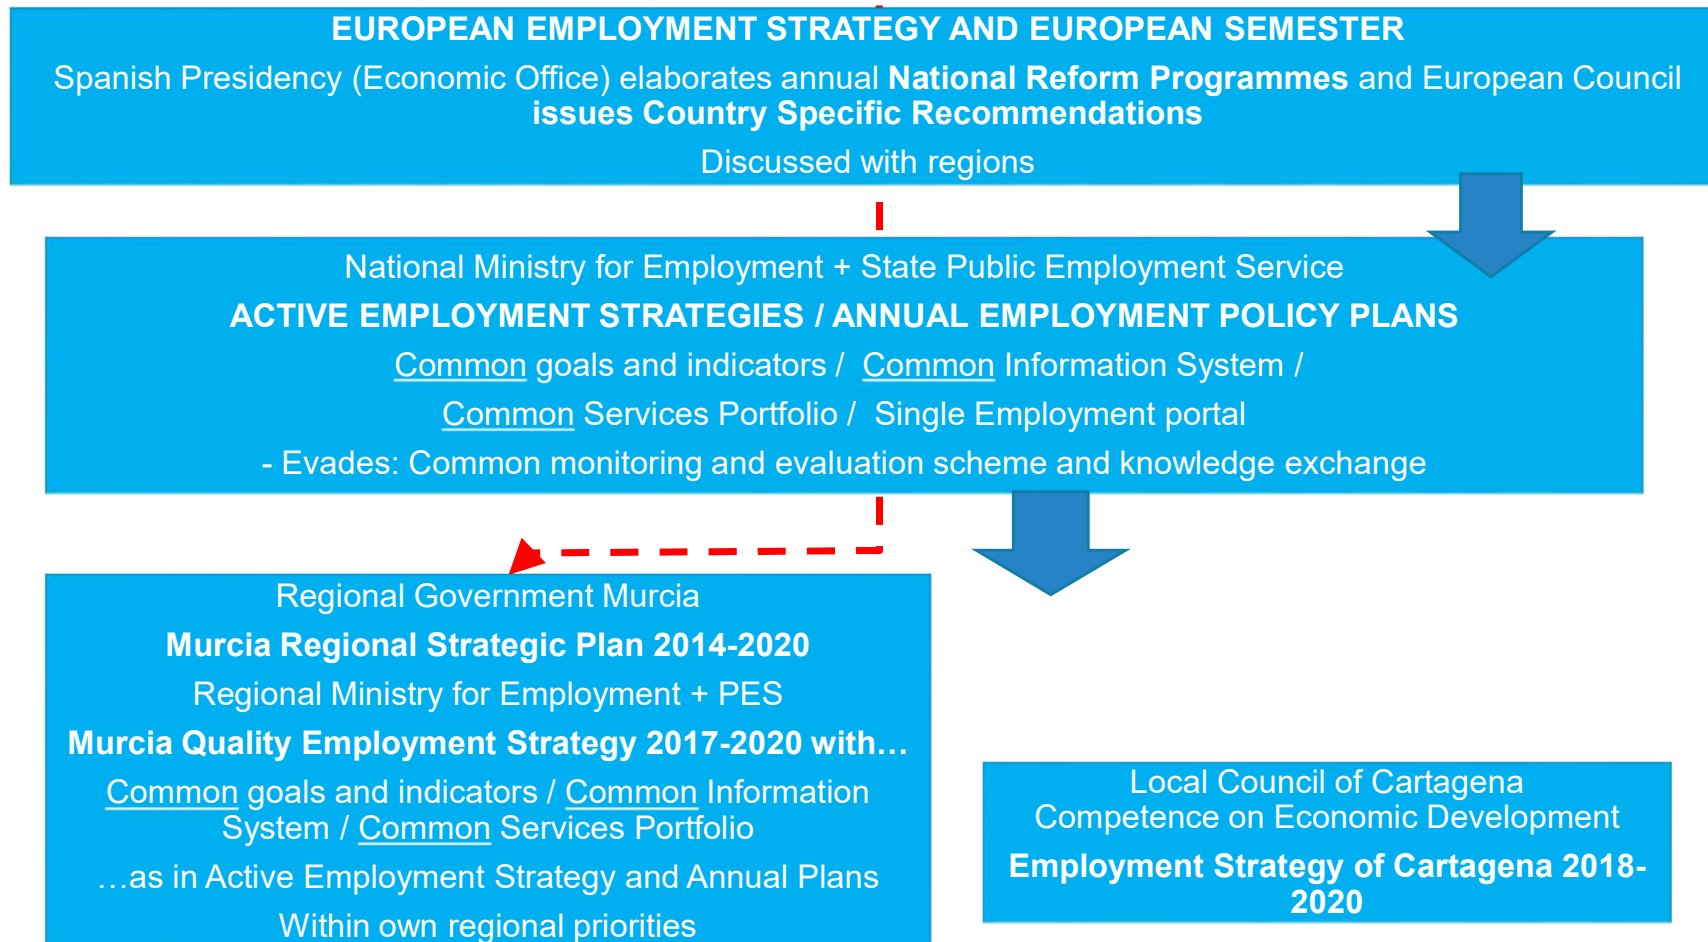 EUROPEAN EMPLOYMENT STRATEGY AND EUROPEAN SEMESTER
Spanish Presidency (Economic Office) elaborates annual National Reform Programmes and European Council
issues Country Specific Recommendations
Discussed with regions
National Ministry for Employment + State Public Employment Service
ACTIVE EMPLOYMENT STRATEGIES / ANNUAL EMPLOYMENT POLICY PLANS
Common goals and indicators / Common Information System /
Common Services Portfolio / Single Employment portal
- Evades: Common monitoring and evaluation scheme and knowledge exchange
Regional Government Murcia
Murcia Regional Strategic Plan 2014-2020
Regional Ministry for Employment + PES
Murcia Quality Employment Strategy 2017-2020 with…
Common goals and indicators / Common Information
System / Common Services Portfolio
…as in Active Employment Strategy and Annual Plans
Within own regional priorities
Local Council of Cartagena
Competence on Economic Development
Employment Strategy of Cartagena 2018-
2020